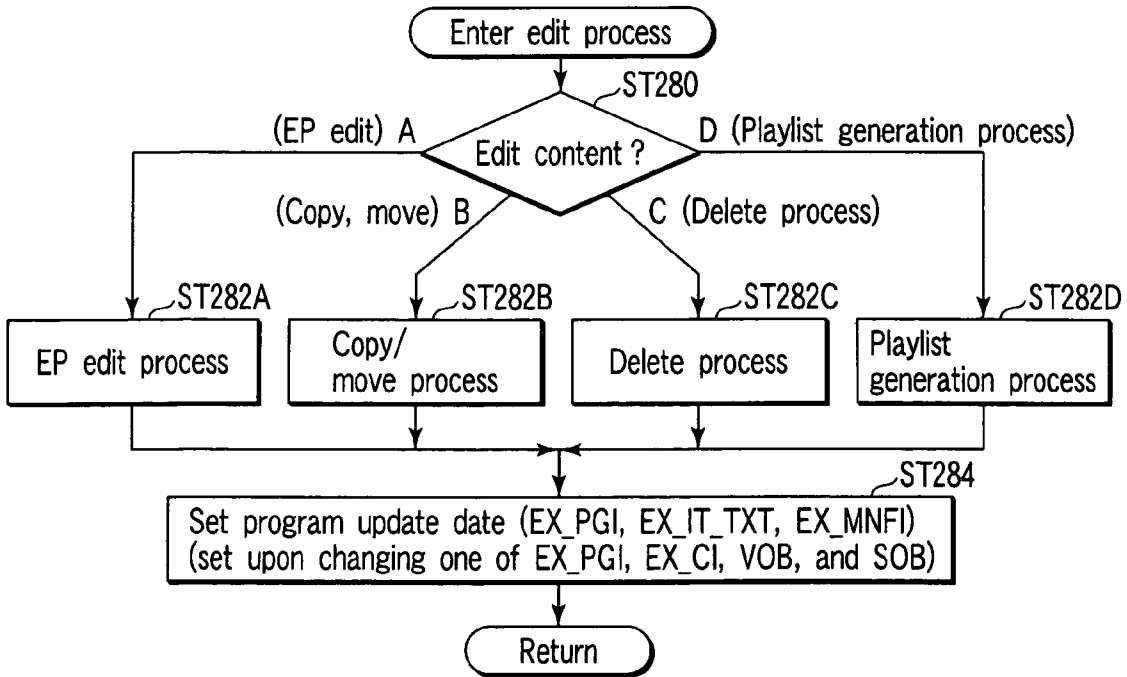 Enter edit process
ST280
(EP edit) A
D (Playlist generation process)
Edit content ?
(Copy, move) B
C (Delete process)
ST282A
ST282B
ST282C
ST282D
EP edit process
Copy/
move process
Delete process
Playlist
generation process
ST284
Set program update date (EX_PGI, EX_IT_TXT, EX_MNFI)
(set upon changing one of EX_PGI, EX_CI, VOB, and SOB)
Return